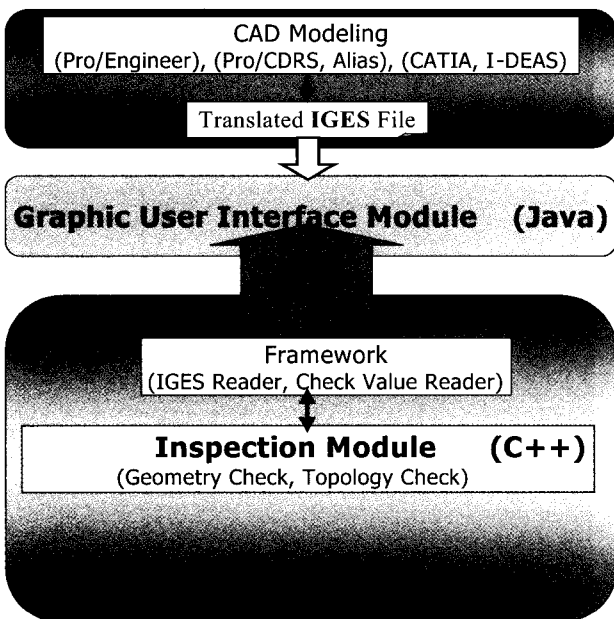 CAD Modeling
(Pro/Engineer), (Pro/CDRS, Alias), (CATIA, I-DEAS)
Translated IGES File
Graphic User Interface Module (Java)
Framework
(IGES Reader, Check Value Reader)
Inspection Module (C++)
(Geometry Check, Topology Check)